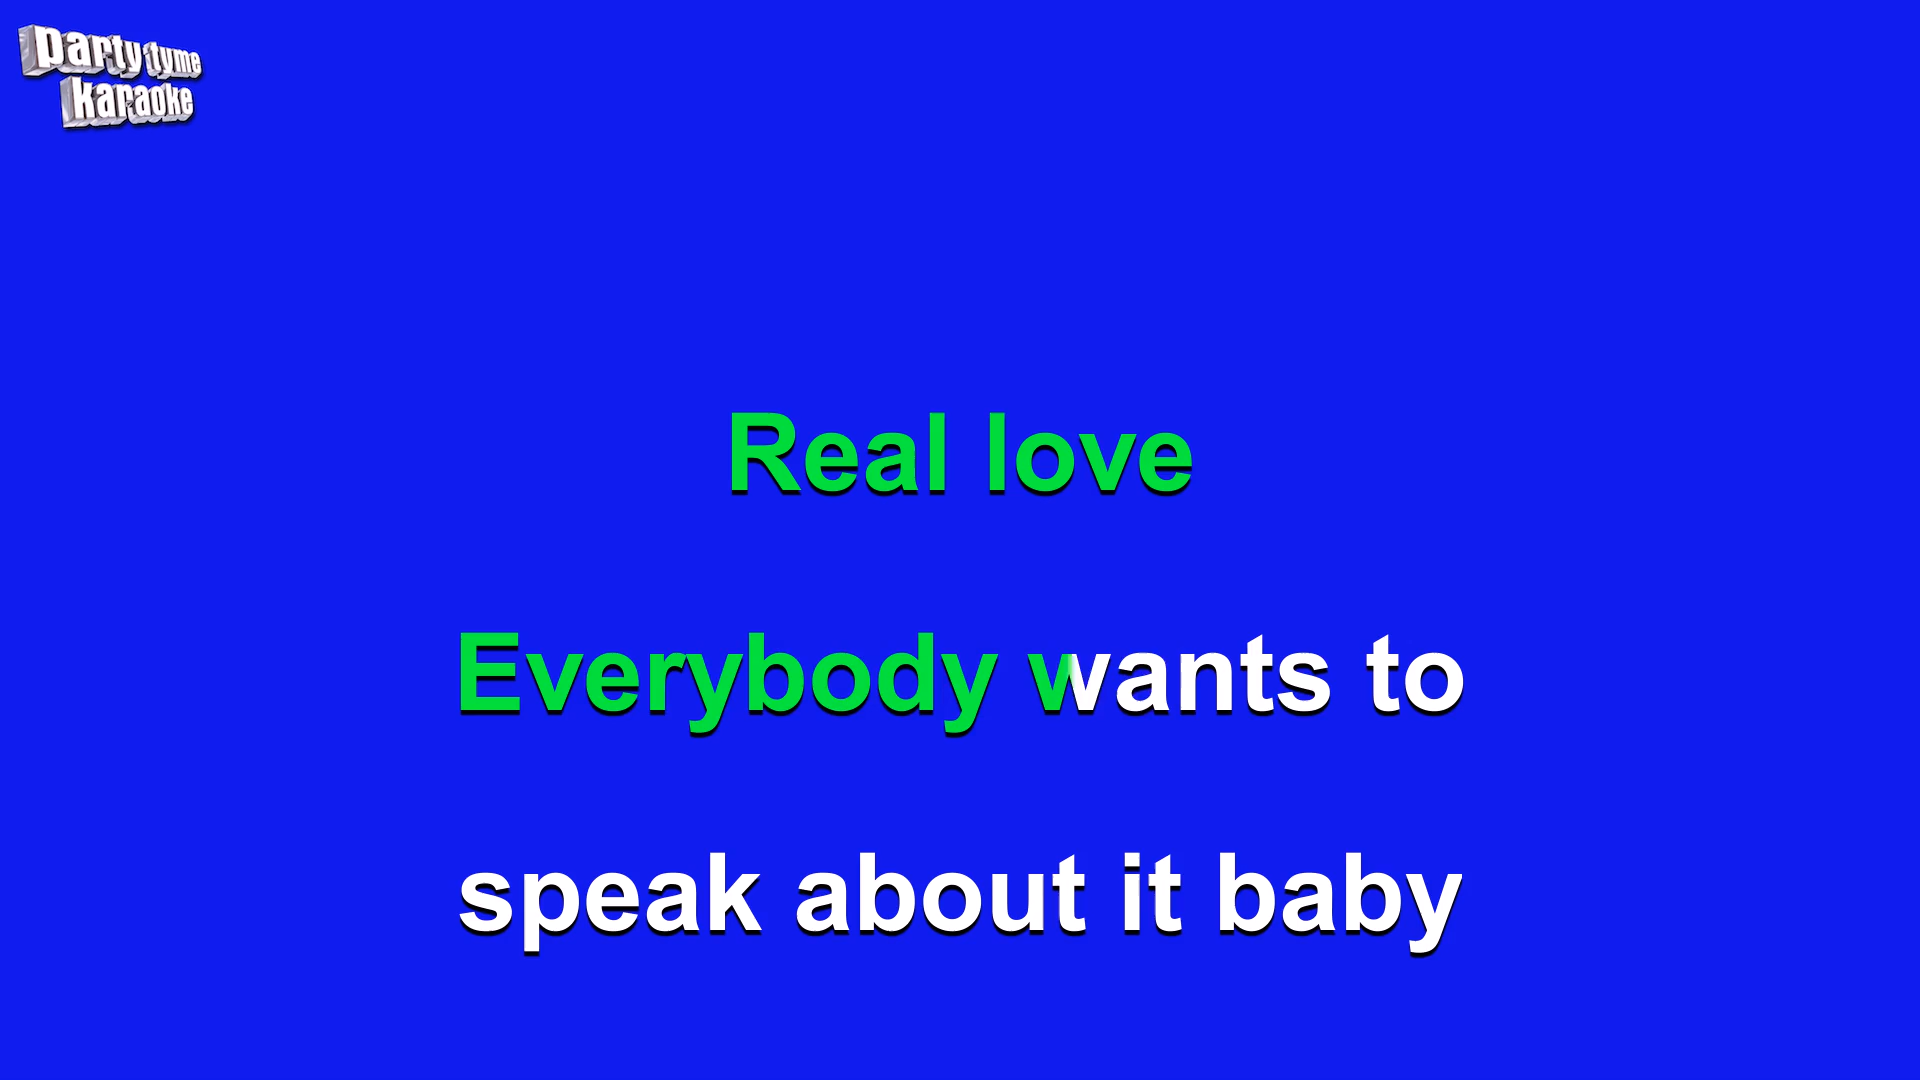 party tyme
karaoke
Real love
Everybody wants to
speak about it baby